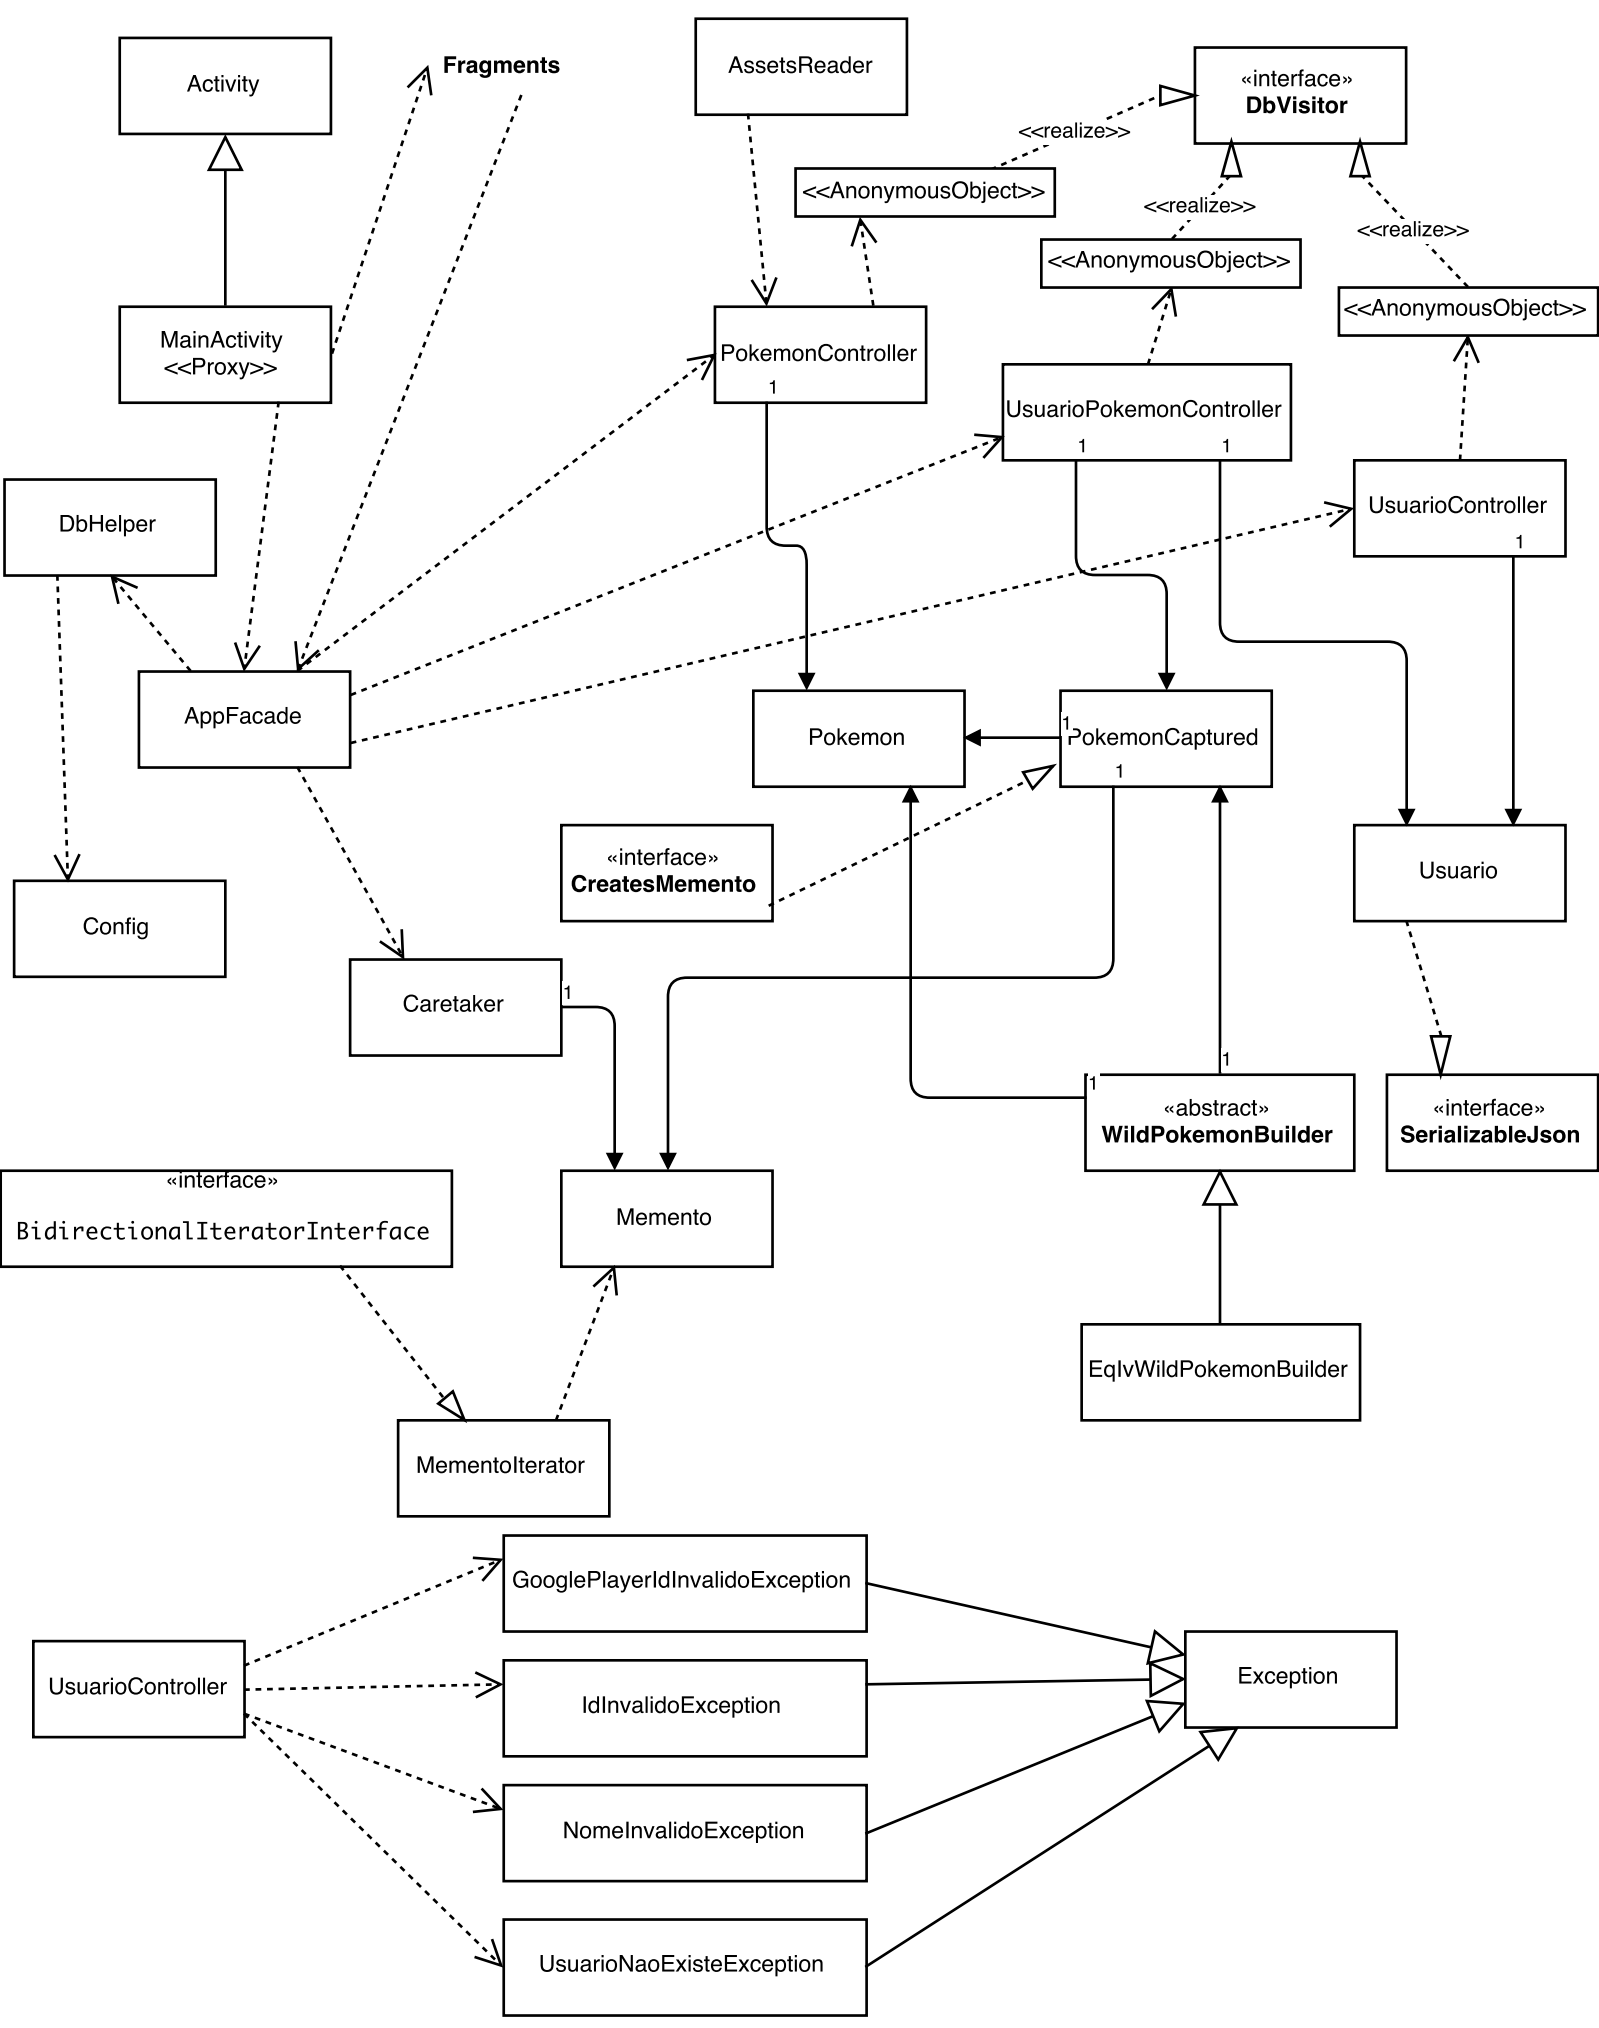 Activity
Fragments
AssetsReader
«interface»
DbVisitor
<<realize>>
<<AnonymousObject>>
<<realize>>
<<AnonymousObject>>
<<realize>>
<<AnonymousObject>>
MainActivity
<<Proxy>>
PokemonController
1
UsuarioPokemonController
1
1
UsuarioController
1
DbHelper
AppFacade
Pokemon
1
PokemonCaptured
1
«interface»
CreatesMemento
Usuario
Config
Caretaker
1
1
1
«abstract»
WildPokemonBuilder
«interface»
SerializableJson
«interface»
BidirectionalIteratorInterface
Memento
EqIvWildPokemonBuilder
MementoIterator
GooglePlayerIdInvalidoException
UsuarioController
IdInvalidoException
Exception
NomeInvalidoException
UsuarioNaoExisteException